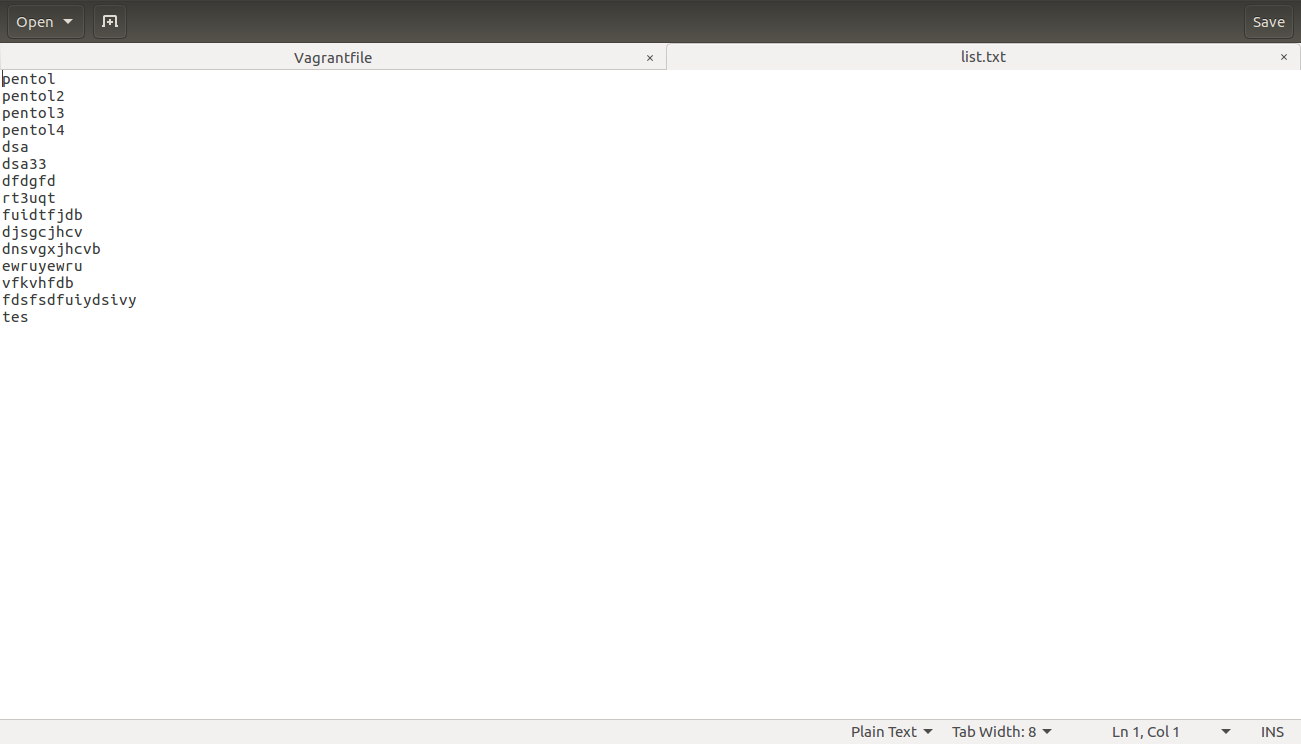 Open Save
Vagrantfile × list.txt ×
pentol
pentol2
pentol3
pentol4
dsa
dsa33
dfdgfd
rt3uqt
fuidtfjdb
djsgcjhcv
dnsvgxjhcvb
ewruyewru
vfkvhfdb
fdsfsdfuiydsivy
tes
Plain Text Tab Width: 8 Ln 1, Col 1 INS